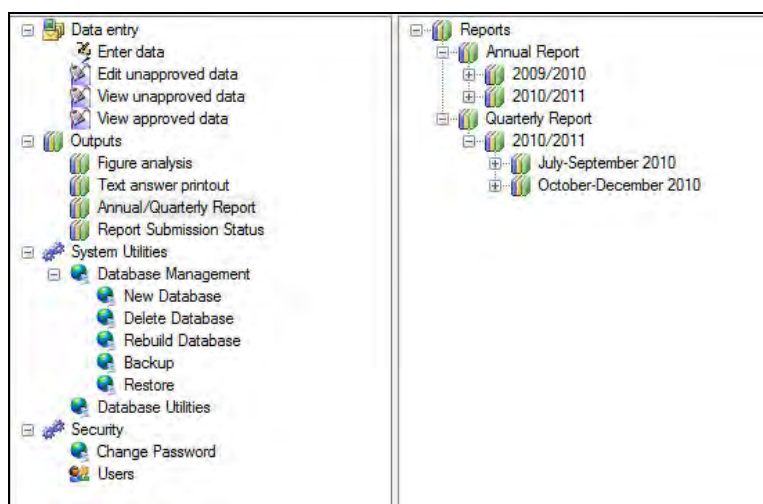 Data entry
Enter data
Edit unapproved data
View unapproved data
View approved data
Outputs
Figure analysis
Text answer printout
Annual/Quarterly Report
Report Submission Status
System Utilities
Database Management
New Database
Delete Database
Rebuild Database
Backup
Restore
Database Utilities
Security
Change Password
Users
Reports
Annual Report
2009/2010
2010/2011
Quarterly Report
2010/2011
July-September 2010
October-December 2010